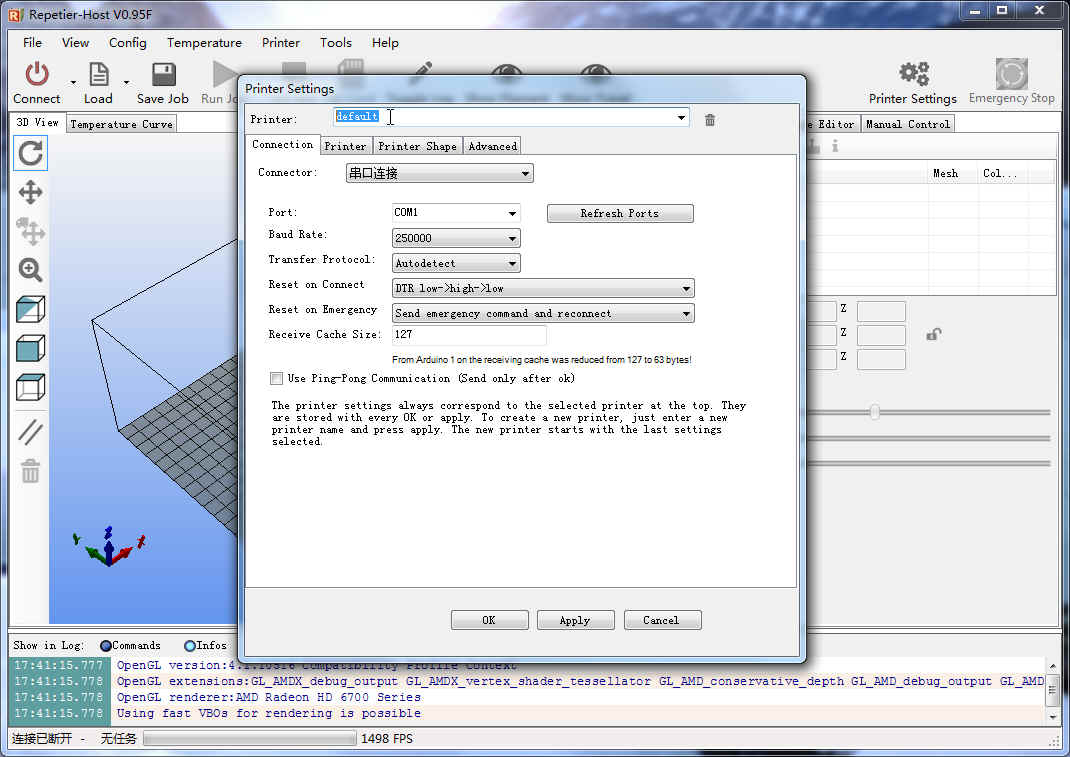 Repetier-Host V0.95F
File View Config Temperature Printer Tools Help
Connect Load Save Job Run Jo Printer Settings Emergency Stop
3D View Temperature Curve e Editor Manual Control
Printer Settings
Printer: default
Connection Printer Printer Shape Advanced
Connector: 串口连接
Port: COM1 Refresh Ports
Baud Rate: 250000
Transfer Protocol: Autodetect
Reset on Connect DTR low->high->low
Reset on Emergency Send emergency command and reconnect
Receive Cache Size: 127
From Arduino 1 on the receiving cache was reduced from 127 to 63 bytes!
Use Ping-Pong Communication (Send only after ok)
The printer settings always correspond to the selected printer at the top. They
are stored with every OK or apply. To create a new printer, just enter a new
printer name and press apply. The new printer starts with the last settings
selected.
OK Apply Cancel
Mesh Col...
Z
Z
Z
Show in Log: Commands Infos
17:41:15.777 OpenGL Compatibility Profile Context
17:41:15.778 OpenGL extensions:GL_AMDX_debug_output GL_AMDX_vertex_shader_tessellator GL_AMD_conservative_depth GL_AMD_debug_output GL_AMD
17:41:15.778 OpenGL renderer:AMD Radeon HD 6700 Series
17:41:15.778 Using fast VBOs for rendering is possible
连接已断开 - 无任务 1498 FPS